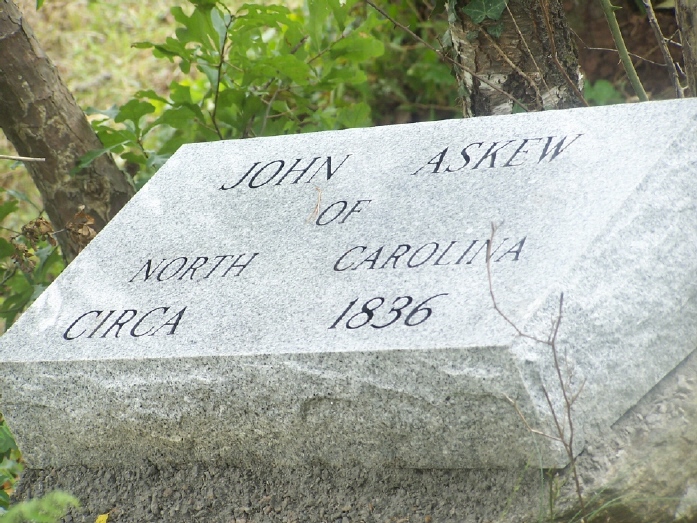 JOHN ASKEW
OF
NORTH CAROLINA
CIRCA 1836